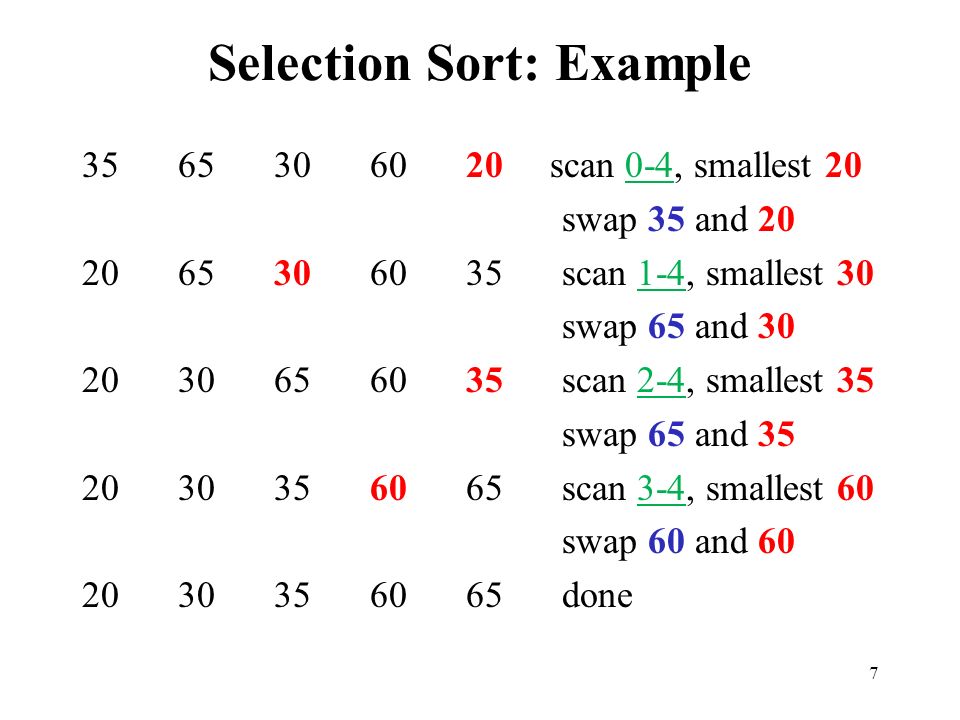 Selection Sort: Example
35 65 30 60 20 scan 0-4, smallest 20
swap 35 and 20
20 65 30 60 35 scan 1-4, smallest 30
swap 65 and 30
20 30 65 60 35 scan 2-4, smallest 35
swap 65 and 35
20 30 35 60 65 scan 3-4, smallest 60
swap 60 and 60
20 30 35 60 65 done
7